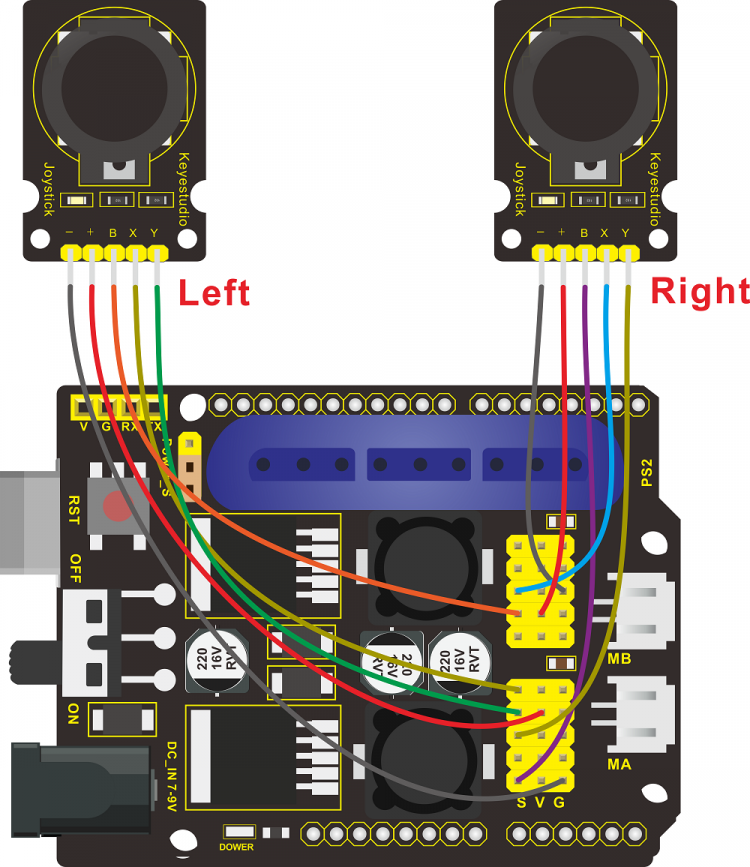 Joystick
Keyestudio
- + B X Y
Left
Joystick
Keyestudio
- + B X Y
Right
V G RX TX
PS2
RST
OFF
ON
220
16V
RVT
220
16V
RVT
220
16V
RVT
MB
MA
DC_IN 7-9V
S V G
DOWER